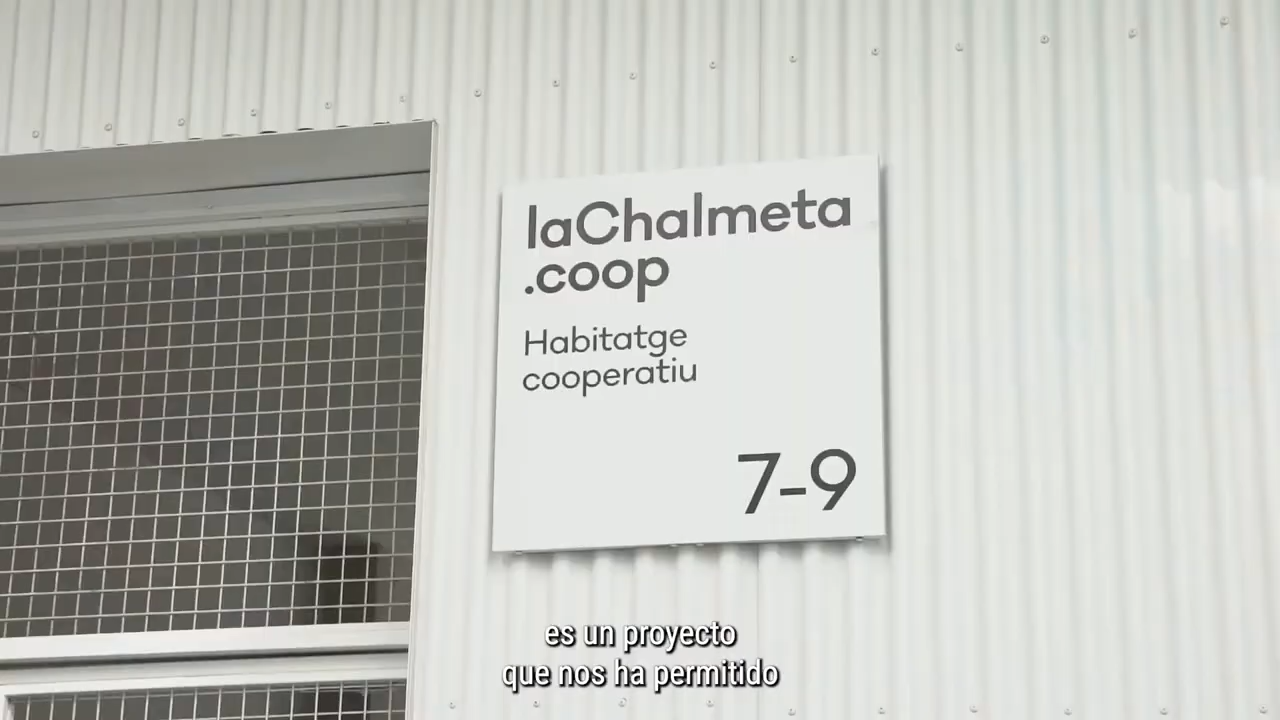 laChalmeta
.coop
Habitatge
cooperatiu
7-9
es un proyecto
que nos ha permitido